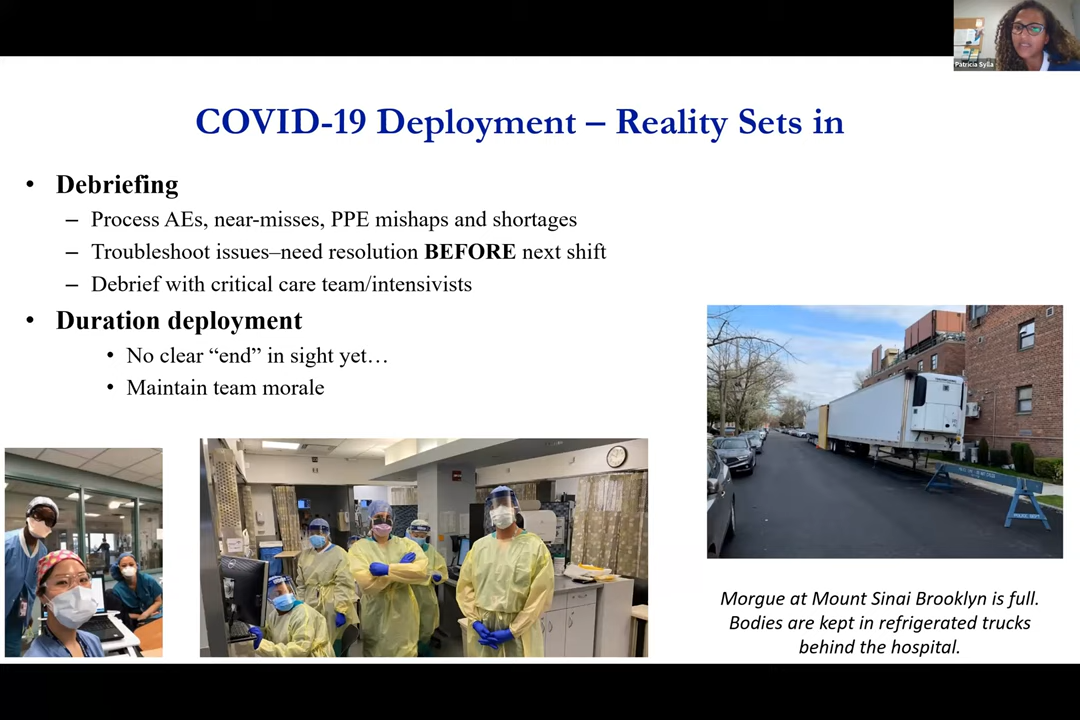 Patricia Sylla
COVID-19 Deployment – Reality Sets in
• Debriefing
– Process AEs, near-misses, PPE mishaps and shortages
– Troubleshoot issues–need resolution BEFORE next shift
– Debrief with critical care team/intensivists
• Duration deployment
• No clear “end” in sight yet…
• Maintain team morale
Morgue at Mount Sinai Brooklyn is full.
Bodies are kept in refrigerated trucks
behind the hospital.